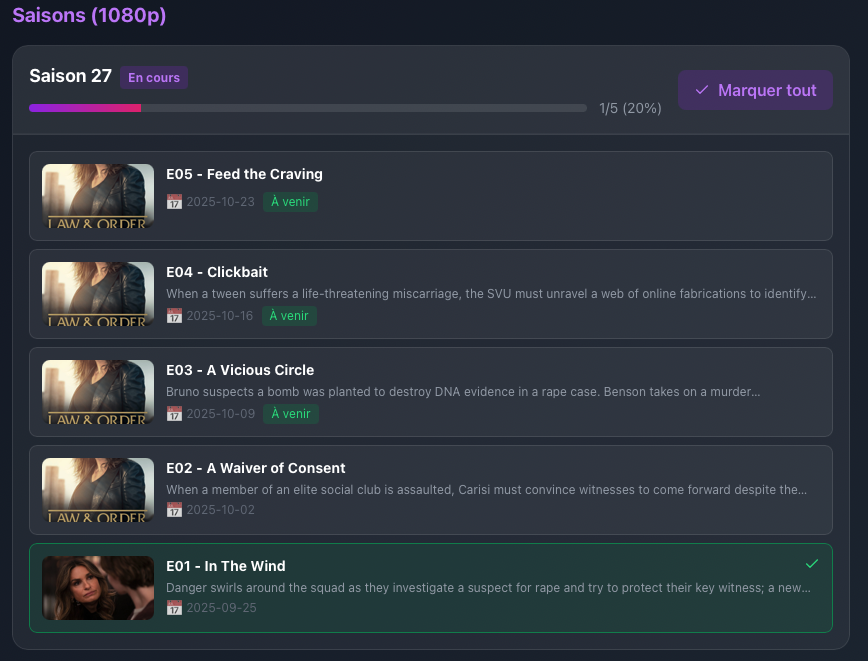 Saisons (1080p)
Saison 27 En cours
1/5 (20%)
Marquer tout
E05 - Feed the Craving
17 2025-10-23 À venir
LAW & ORDER
E04 - Clickbait
When a tween suffers a life-threatening miscarriage, the SVU must unravel a web of online fabrications to identify…
17 2025-10-16 À venir
LAW & ORDER
E03 - A Vicious Circle
Bruno suspects a bomb was planted to destroy DNA evidence in a rape case. Benson takes on a murder…
17 2025-10-09 À venir
LAW & ORDER
E02 - A Waiver of Consent
When a member of an elite social club is assaulted, Carisi must convince witnesses to come forward despite the…
17 2025-10-02
LAW & ORDER
E01 - In The Wind
Danger swirls around the squad as they investigate a suspect for rape and try to protect their key witness; a new…
17 2025-09-25